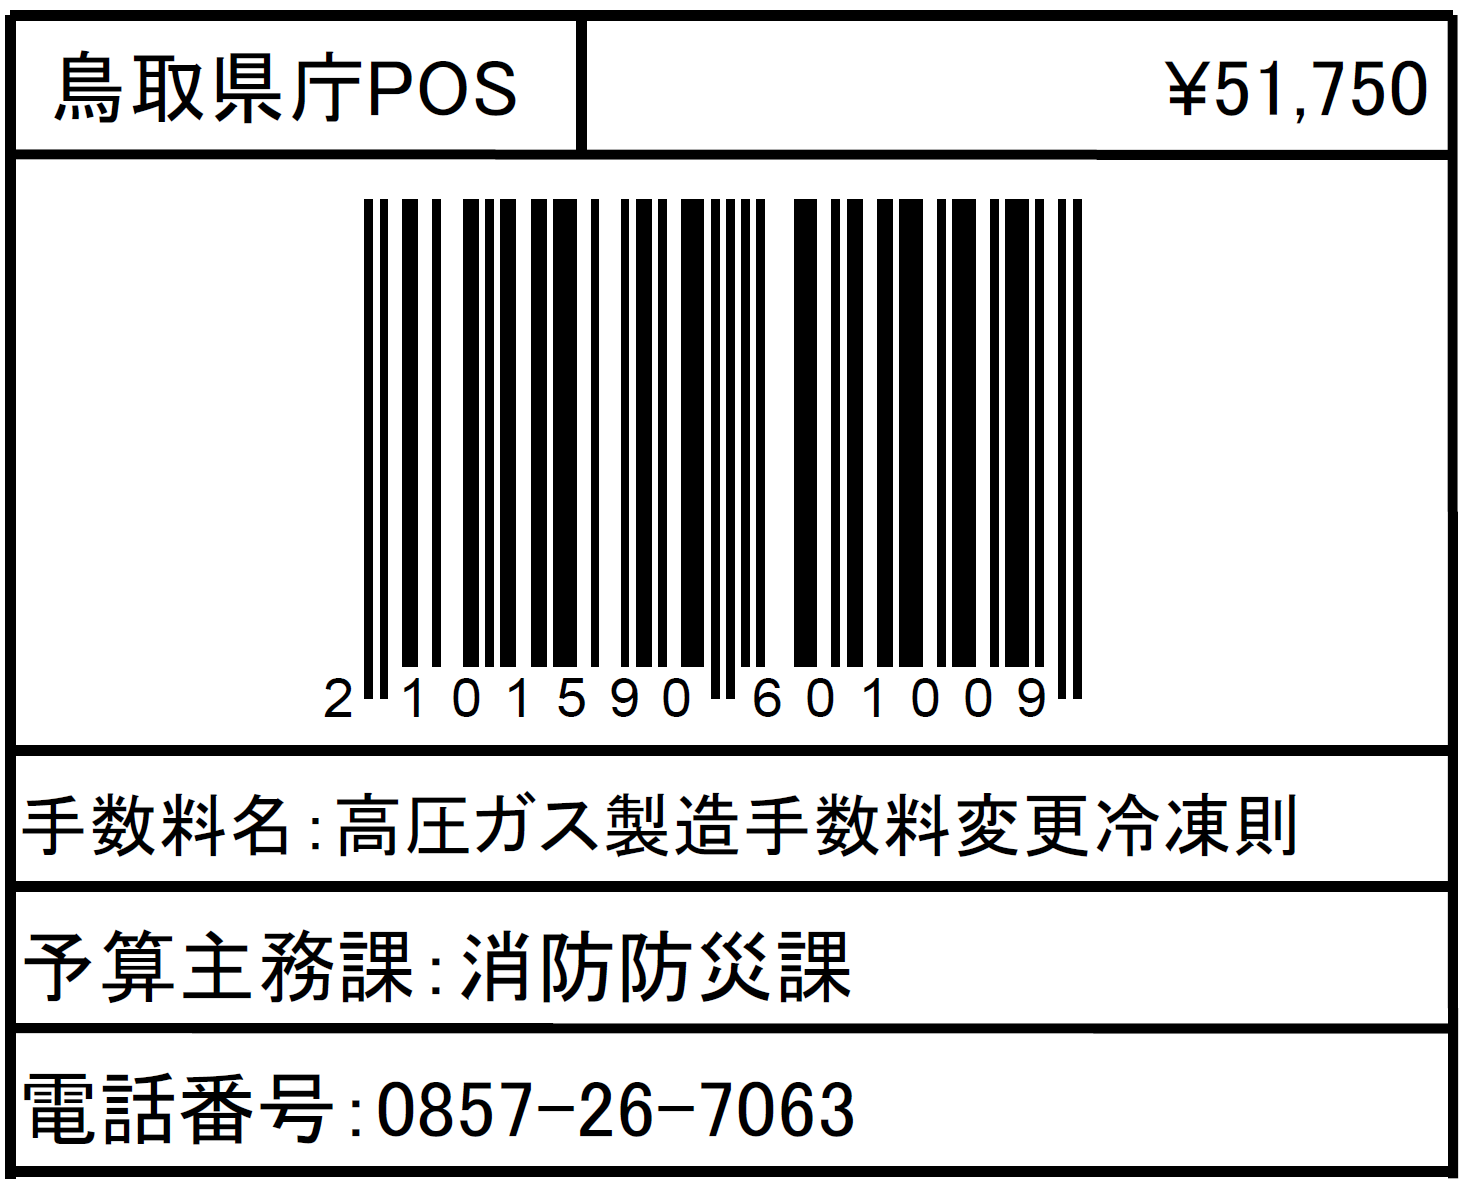 鳥取県庁POS
¥51,750
2 101590 601009
手数料名:高圧ガス製造手数料変更冷凍則
予算主務課:消防防災課
電話番号:0857-26-7063